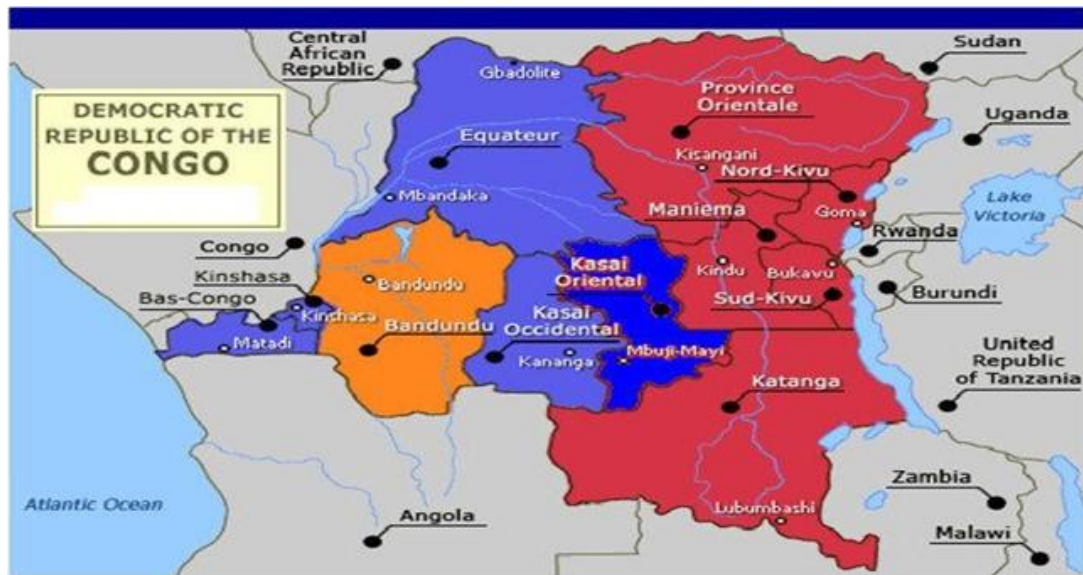 Central
African
Republic
Sudan
Gbadolite
DEMOCRATIC
REPUBLIC OF THE
CONGO
Province
Orientale
Uganda
Equateur
Kisangani
Nord-Kivu
Lake
Victoria
Mbandaka
Maniema
Goma
Rwanda
Congo
Kasai
Oriental
Kindu
Bukavu
Kinshasa
Bandundu
Sud-Kivu
Burundi
Bas-Congo
Kinshasa
Kasai
Occidental
Bandundu
Matadi
Kananga
Mbuji-Mayi
United
Republic
of Tanzania
Katanga
Zambia
Atlantic Ocean
Angola
Lubumbashi
Malawi